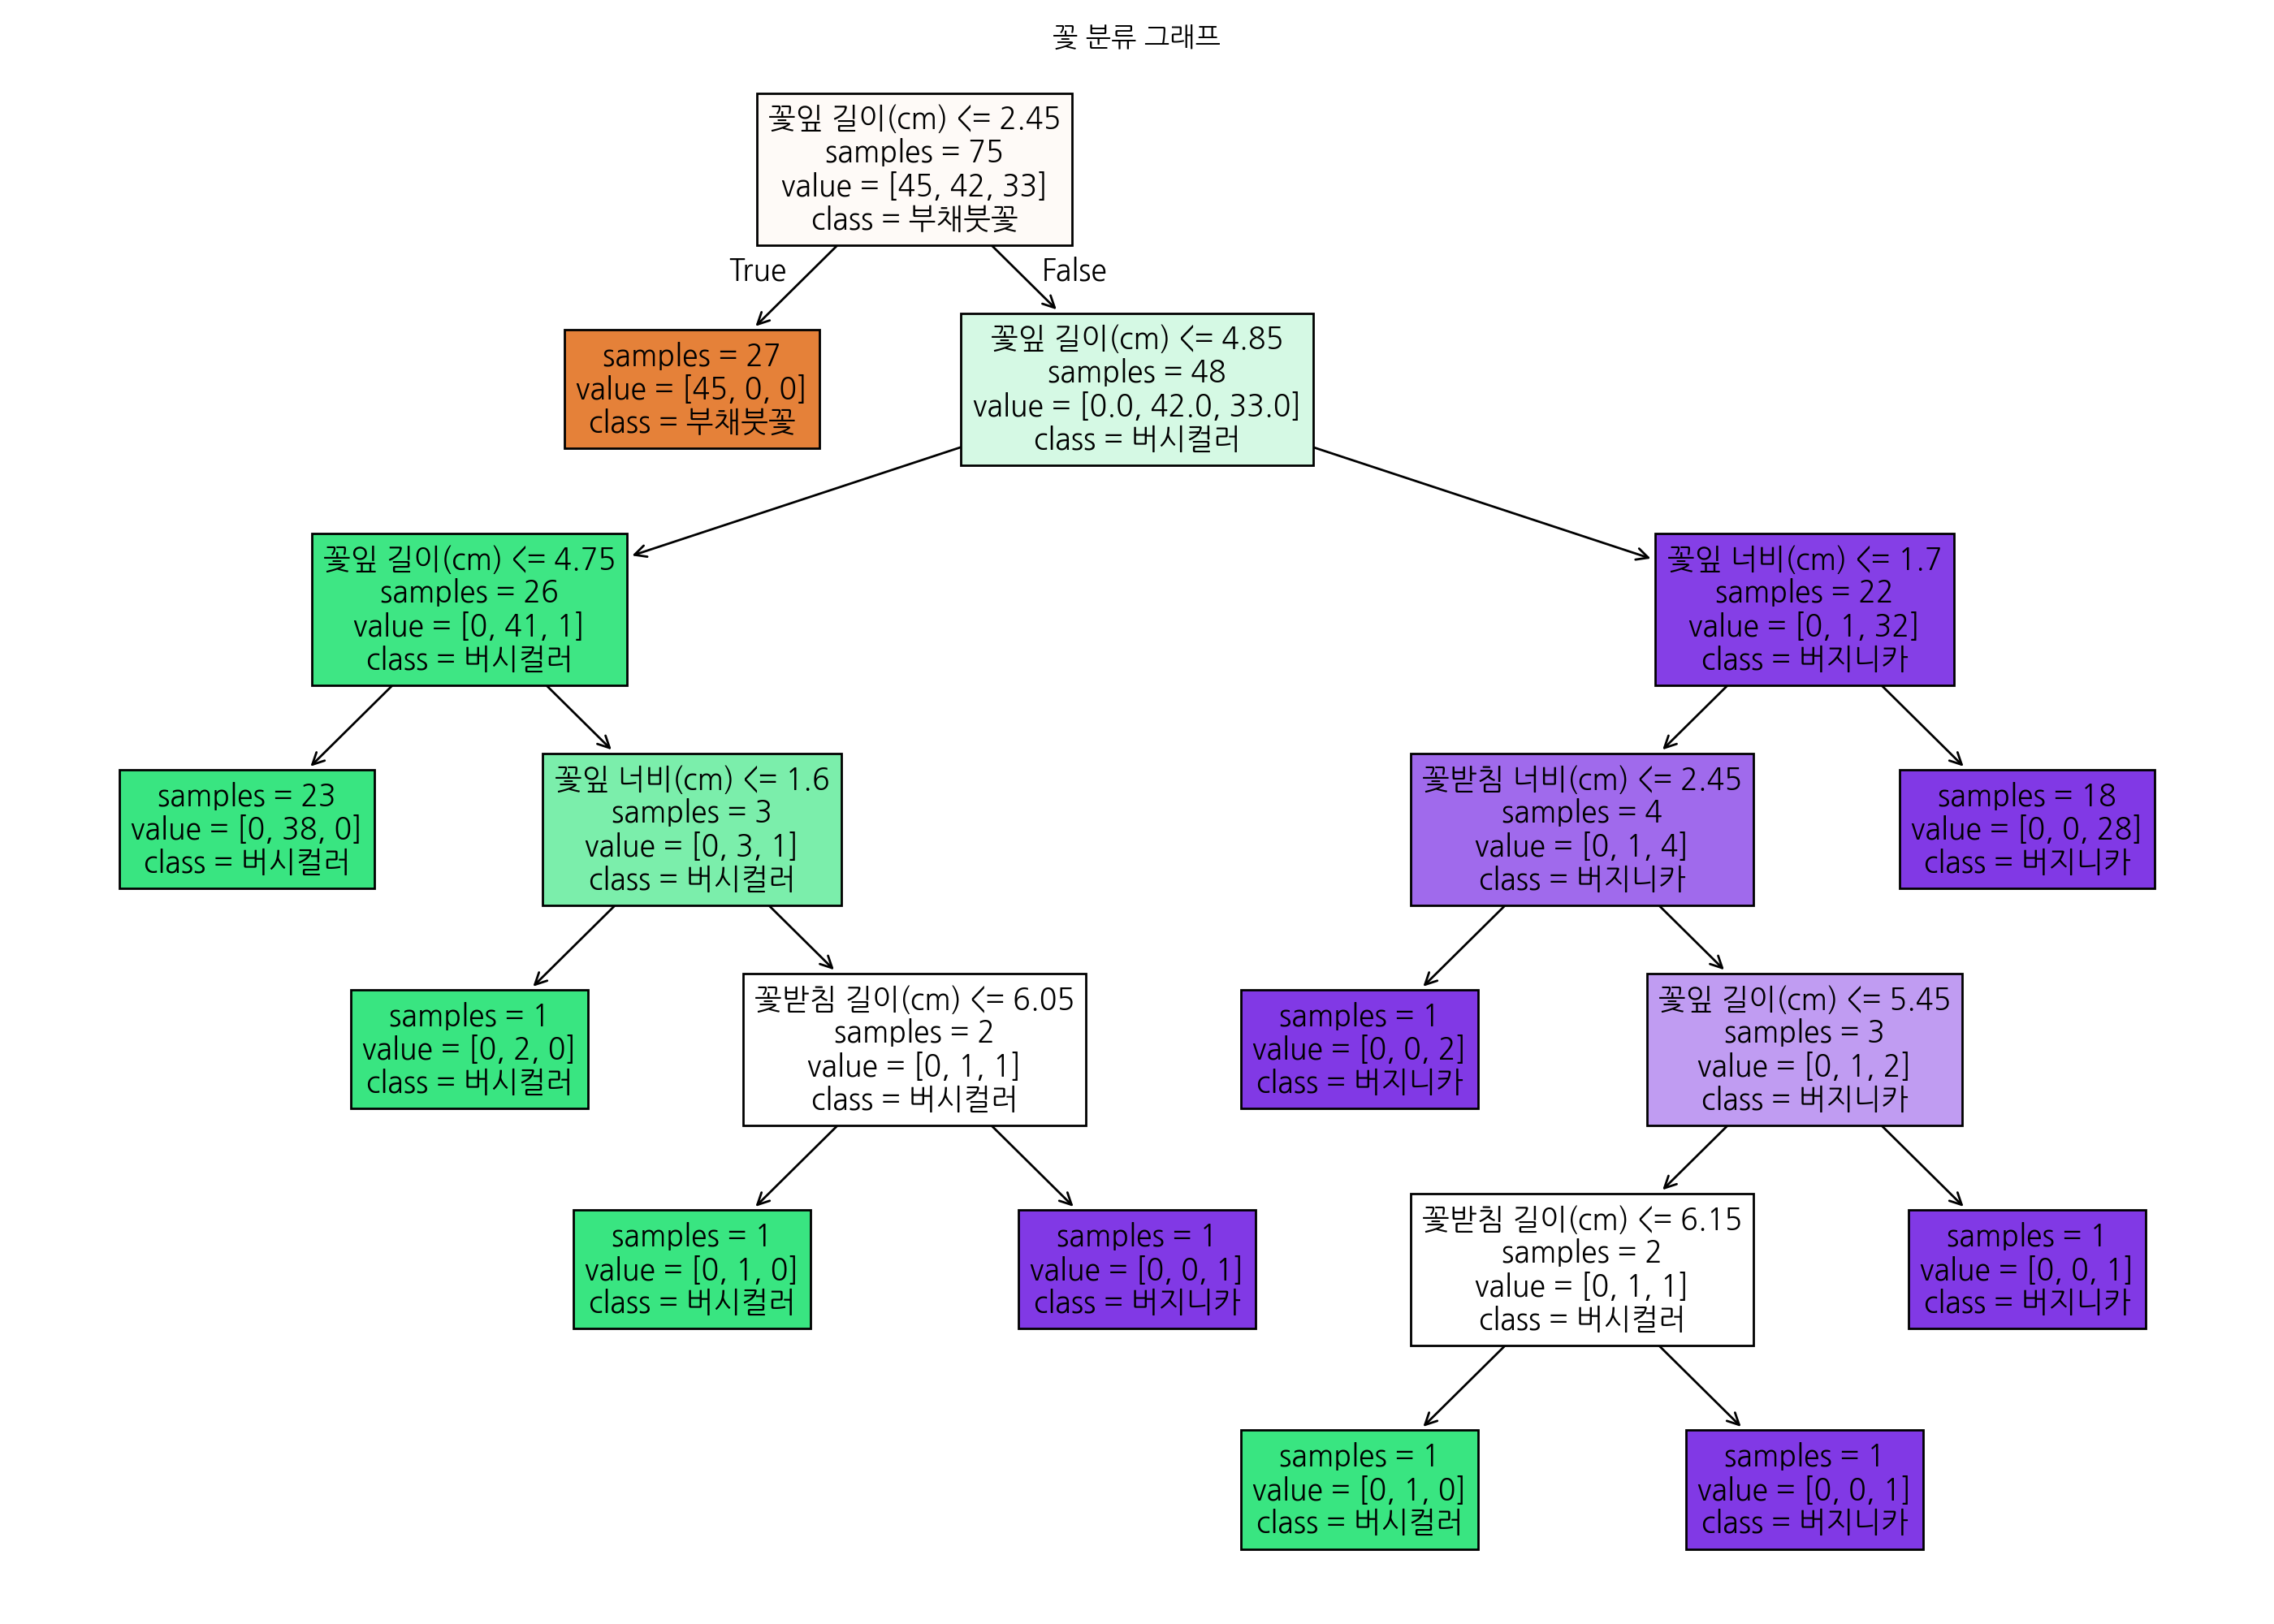 꽃 분류 그래프
꽃잎 길이(cm) <= 2.45
samples = 75
value = [45, 42, 33]
class = 부채붓꽃
True
False
samples = 27
value = [45, 0, 0]
class = 부채붓꽃
꽃잎 길이(cm) <= 4.85
samples = 48
value = [0.0, 42.0, 33.0]
class = 버시컬러
꽃잎 길이(cm) <= 4.75
samples = 26
value = [0, 41, 1]
class = 버시컬러
꽃잎 너비(cm) <= 1.7
samples = 22
value = [0, 1, 32]
class = 버지니카
samples = 23
value = [0, 38, 0]
class = 버시컬러
꽃잎 너비(cm) <= 1.6
samples = 3
value = [0, 3, 1]
class = 버시컬러
꽃받침 너비(cm) <= 2.45
samples = 4
value = [0, 1, 4]
class = 버지니카
samples = 18
value = [0, 0, 28]
class = 버지니카
samples = 1
value = [0, 2, 0]
class = 버시컬러
꽃받침 길이(cm) <= 6.05
samples = 2
value = [0, 1, 1]
class = 버시컬러
samples = 1
value = [0, 0, 2]
class = 버지니카
꽃잎 길이(cm) <= 5.45
samples = 3
value = [0, 1, 2]
class = 버지니카
samples = 1
value = [0, 1, 0]
class = 버시컬러
samples = 1
value = [0, 0, 1]
class = 버지니카
꽃받침 길이(cm) <= 6.15
samples = 2
value = [0, 1, 1]
class = 버시컬러
samples = 1
value = [0, 0, 1]
class = 버지니카
samples = 1
value = [0, 1, 0]
class = 버시컬러
samples = 1
value = [0, 0, 1]
class = 버지니카